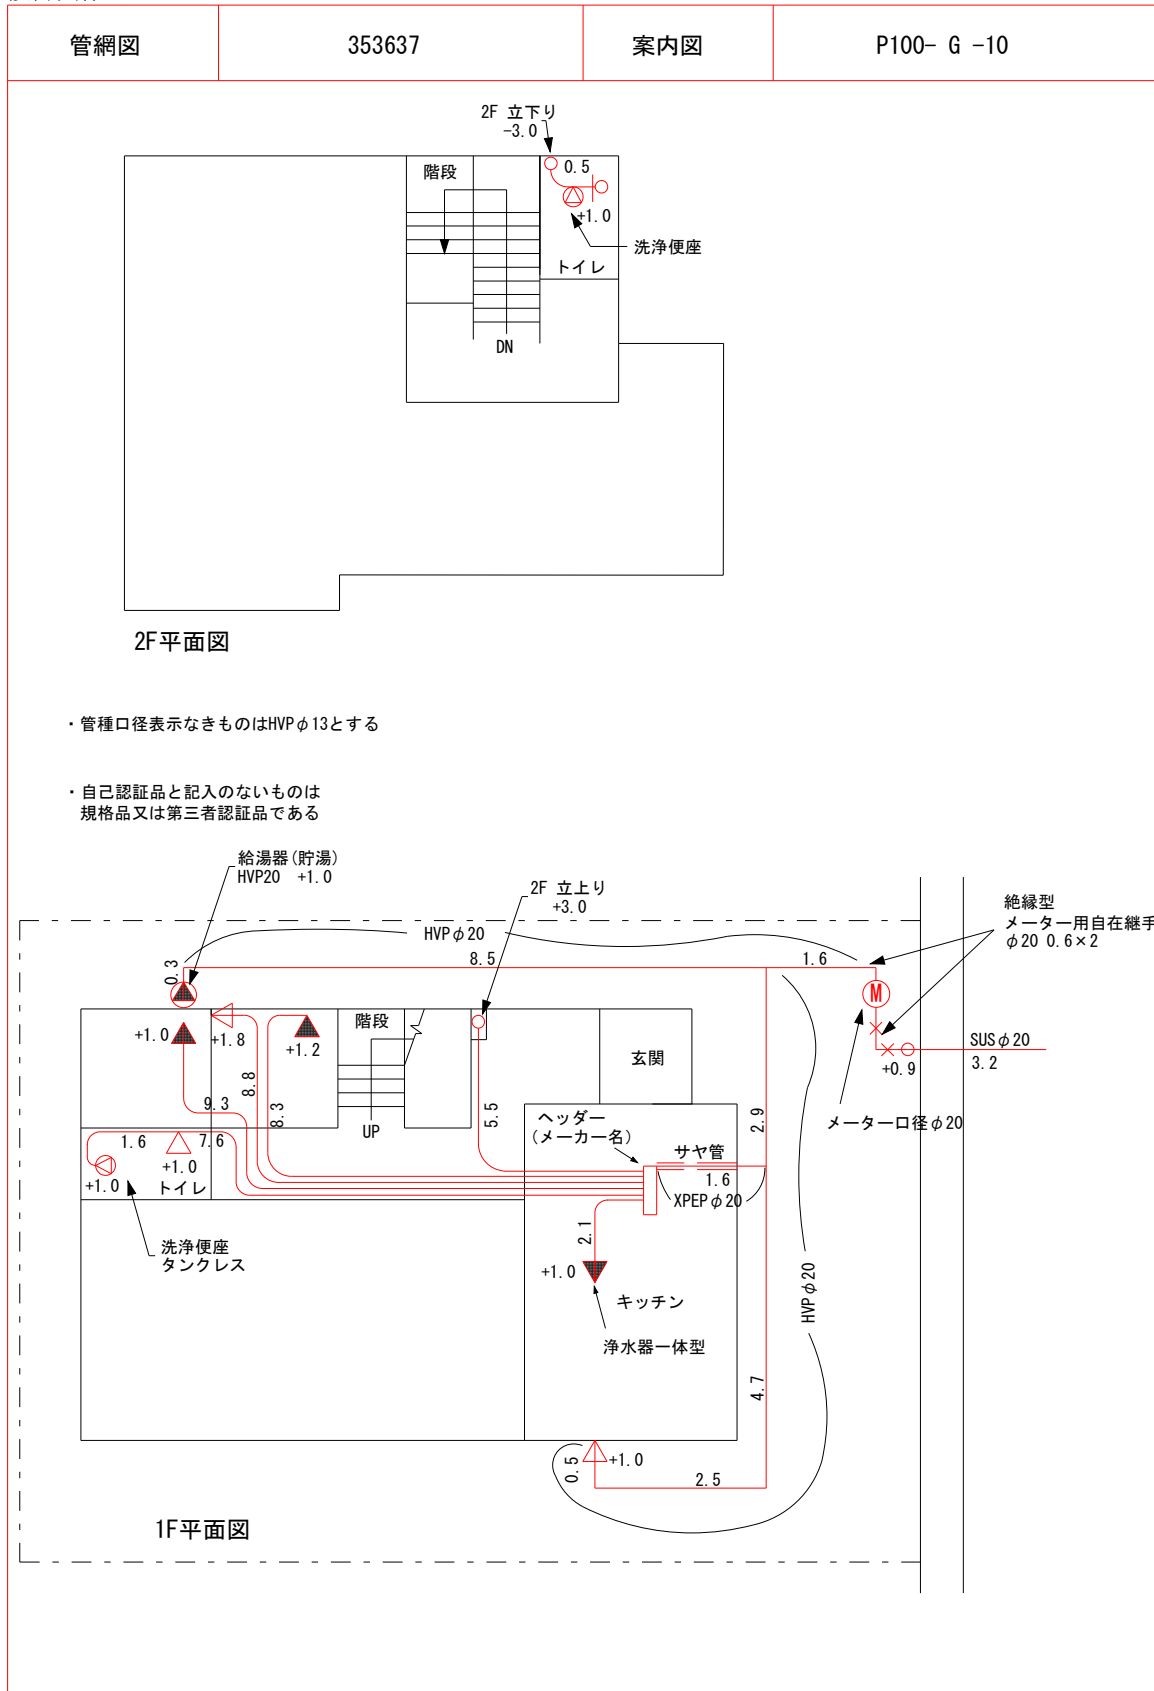 管網図
353637
案内図
P100- G -10
2F 立下り
-3.0
階段
0.5
+1.0
洗浄便座
トイレ
DN
2F平面図
・管種口径表示なきものはHVPφ13とする
・自己認証品と記入のないものは
規格品又は第三者認証品である
給湯器(貯湯)
HVP20 +1.0
2F 立上り
+3.0
絶縁型
メーター用自在継手
φ20 0.6×2
HVPφ20
8.5
1.6
0.3
M
+1.0
+1.8
+1.2
階段
玄関
SUSφ20
3.2
+0.9
8.8
9.3
8.3
5.5
2.9
メーター口径φ20
UP
ヘッダー
(メーカー名)
サヤ管
1.6
7.6
+1.0
+1.0
トイレ
1.6
XPEPφ20
2.1
洗浄便座
タンクレス
+1.0
キッチン
HVPφ20
浄水器一体型
4.7
0.5
+1.0
2.5
1F平面図